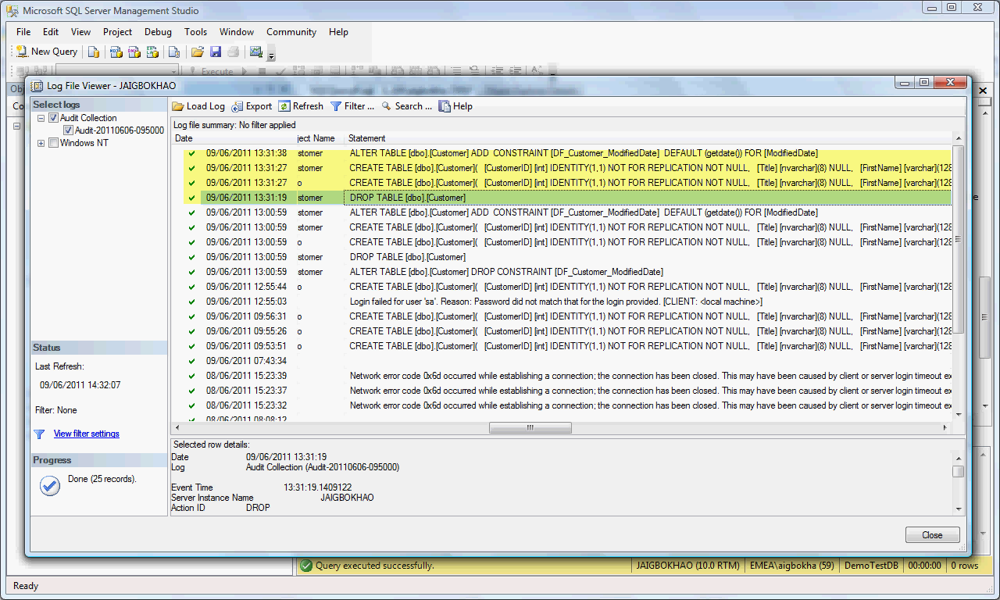 Microsoft SQL Server Management Studio
File Edit View Project Debug Tools Window Community Help
New Query
Execute
Log File Viewer - JAIGBOKHAO
Select logs
Audit Collection
Audit-20110606-095000
Windows NT
Load Log Export Refresh Filter ... Search ... Help
Log file summary: No filter applied
Date ject Name Statement
09/06/2011 13:31:38 stomer ALTER TABLE [dbo].[Customer] ADD CONSTRAINT [DF_Customer_ModifiedDate] DEFAULT (getdate()) FOR [ModifiedDate]
09/06/2011 13:31:27 stomer CREATE TABLE [dbo].[Customer]( [CustomerID] [int] IDENTITY(1,1) NOT FOR REPLICATION NOT NULL, [Title] [nvarchar](8) NULL, [FirstName] [varchar](128
09/06/2011 13:31:27 o CREATE TABLE [dbo].[Customer]( [CustomerID] [int] IDENTITY(1,1) NOT FOR REPLICATION NOT NULL, [Title] [nvarchar](8) NULL, [FirstName] [varchar](128
09/06/2011 13:31:19 stomer DROP TABLE [dbo].[Customer]
09/06/2011 13:00:59 stomer ALTER TABLE [dbo].[Customer] ADD CONSTRAINT [DF_Customer_ModifiedDate] DEFAULT (getdate()) FOR [ModifiedDate]
09/06/2011 13:00:59 stomer CREATE TABLE [dbo].[Customer]( [CustomerID] [int] IDENTITY(1,1) NOT FOR REPLICATION NOT NULL, [Title] [nvarchar](8) NULL, [FirstName] [varchar](128
09/06/2011 13:00:59 o CREATE TABLE [dbo].[Customer]( [CustomerID] [int] IDENTITY(1,1) NOT FOR REPLICATION NOT NULL, [Title] [nvarchar](8) NULL, [FirstName] [varchar](128
09/06/2011 13:00:59 stomer DROP TABLE [dbo].[Customer]
09/06/2011 13:00:59 stomer ALTER TABLE [dbo].[Customer] DROP CONSTRAINT [DF_Customer_ModifiedDate]
09/06/2011 12:55:44 o CREATE TABLE [dbo].[Customer]( [CustomerID] [int] IDENTITY(1,1) NOT FOR REPLICATION NOT NULL, [Title] [nvarchar](8) NULL, [FirstName] [varchar](128
09/06/2011 12:55:03 Login failed for user 'sa'. Reason: Password did not match that for the login provided. [CLIENT: <local machine>]
09/06/2011 09:56:31 o CREATE TABLE [dbo].[Customer]( [CustomerID] [int] IDENTITY(1,1) NOT FOR REPLICATION NOT NULL, [Title] [nvarchar](8) NULL, [FirstName] [varchar](128
09/06/2011 09:55:26 o CREATE TABLE [dbo].[Customer]( [CustomerID] [int] IDENTITY(1,1) NOT FOR REPLICATION NOT NULL, [Title] [nvarchar](8) NULL, [FirstName] [varchar](128
09/06/2011 09:53:51 o CREATE TABLE [dbo].[Customer]( [CustomerID] [int] IDENTITY(1,1) NOT FOR REPLICATION NOT NULL, [Title] [nvarchar](8) NULL, [FirstName] [varchar](128
09/06/2011 07:43:34
08/06/2011 15:23:39 Network error code 0x6d occurred while establishing a connection; the connection has been closed. This may have been caused by client or server login timeout ex
08/06/2011 15:23:37 Network error code 0x6d occurred while establishing a connection; the connection has been closed. This may have been caused by client or server login timeout ex
08/06/2011 15:23:32 Network error code 0x6d occurred while establishing a connection; the connection has been closed. This may have been caused by client or server login timeout ex
08/06/2011 08:08:12
Status
Last Refresh:
09/06/2011 14:32:07
Filter: None
View filter settings
Progress
Done (25 records).
Selected row details:
Date 09/06/2011 13:31:19
Log Audit Collection (Audit-20110606-095000)
Event Time 13:31:19.1409122
Server Instance Name JAIGBOKHAO
Action ID DROP
Close
Query executed successfully. JAIGBOKHAO (10.0 RTM) EMEA\aigbokha (59) DemoTestDB 00:00:00 0 rows
Ready